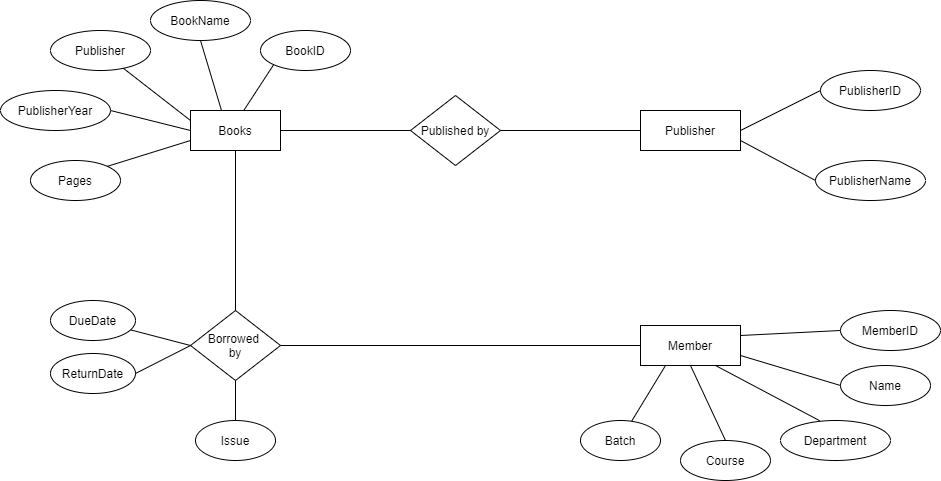 BookName
Publisher
BookID
PublisherYear
Pages
Books
Published by
Publisher
PublisherID
PublisherName
DueDate
ReturnDate
Borrowed
by
Issue
Member
MemberID
Name
Batch
Course
Department